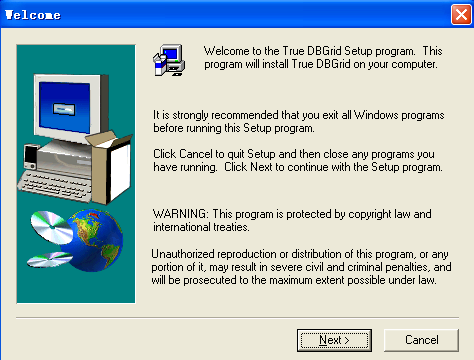 Welcome
Welcome to the True DBGrid Setup program.  This
program will install True DBGrid on your computer.
It is strongly recommended that you exit all Windows programs
before running this Setup program.
Click Cancel to quit Setup and then close any programs you
have running.  Click Next to continue with the Setup program.
WARNING: This program is protected by copyright law and
international treaties.
Unauthorized reproduction or distribution of this program, or any
portion of it, may result in severe civil and criminal penalties, and
will be prosecuted to the maximum extent possible under law.
Next >
Cancel